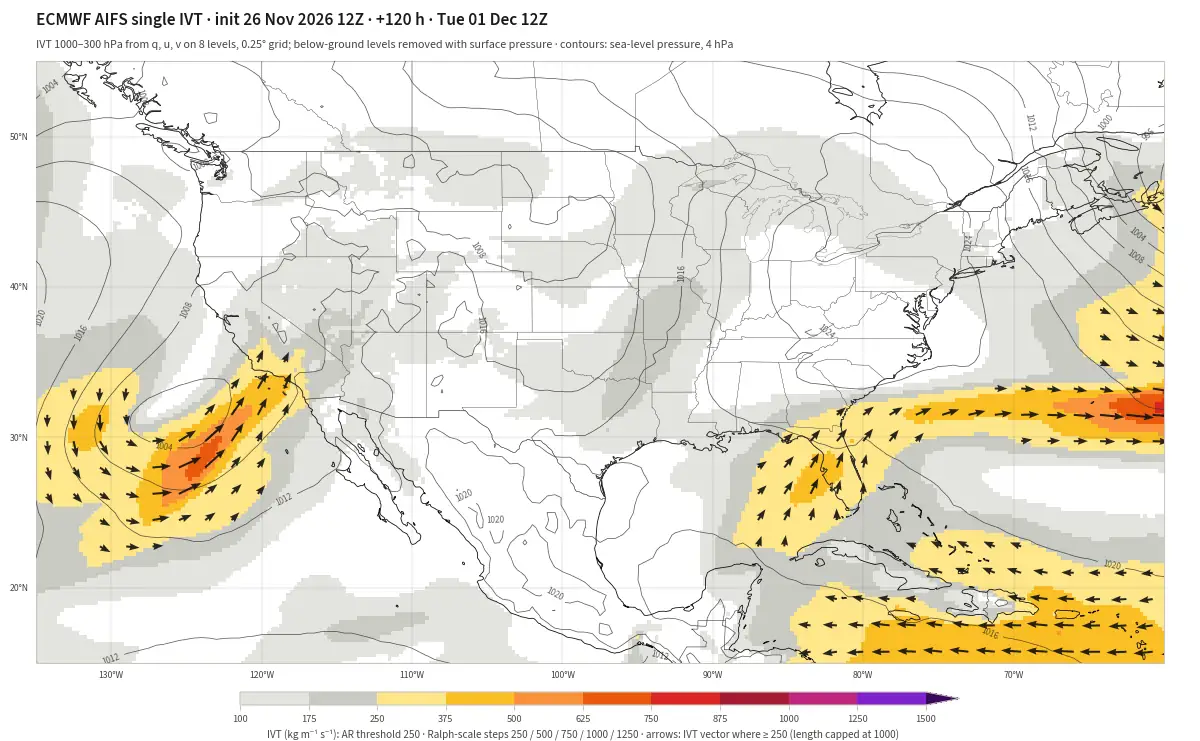 ECMWF AIFS single IVT · init 26 Nov 2026 12Z · +120 h · Tue 01 Dec 12Z
IVT 1000–300 hPa from q, u, v on 8 levels, 0.25° grid; below-ground levels removed with surface pressure · contours: sea-level pressure, 4 hPa
1004
1012
1000
50°N
1016
1004
1024
1008
1008
1016
40°N
1008
1020
1016
1016
1024
30°N
1004
1012
1020
1020
1020
20°N
1020
1016
1012
1012
130°W 120°W 110°W 100°W 90°W 80°W 70°W
100 175 250 375 500 625 750 875 1000 1250 1500
IVT (kg m⁻¹ s⁻¹): AR threshold 250 · Ralph-scale steps 250 / 500 / 750 / 1000 / 1250 · arrows: IVT vector where ≥ 250 (length capped at 1000)